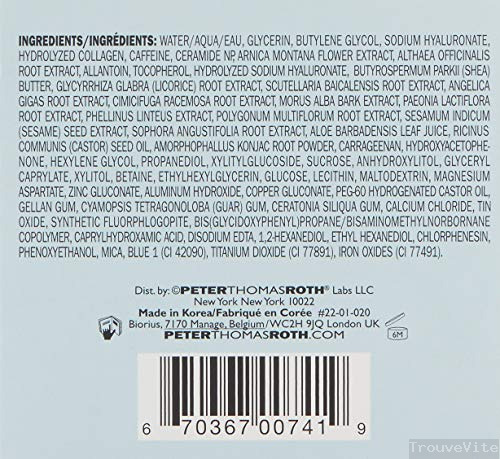 INGREDIENTS/INGRÉDIENTS: WATER/AQUA/EAU, GLYCERIN, BUTYLENE GLYCOL, SODIUM HYALURONATE,
HYDROLYZED COLLAGEN, CAFFEINE, CERAMIDE NP, ARNICA MONTANA FLOWER EXTRACT, ALTHAEA OFFICINALIS
ROOT EXTRACT, ALLANTOIN, TOCOPHEROL, HYDROLYZED SODIUM HYALURONATE, BUTYROSPERMUM PARKII (SHEA)
BUTTER, GLYCYRRHIZA GLABRA (LICORICE) ROOT EXTRACT, SCUTELLARIA BAICALENSIS ROOT EXTRACT, ANGELICA
GIGAS ROOT EXTRACT, CIMICIFUGA RACEMOSA ROOT EXTRACT, MORUS ALBA BARK EXTRACT, PAEONIA LACTIFLORA
ROOT EXTRACT, PHELLINUS LINTEUS EXTRACT, POLYGONUM MULTIFLORUM ROOT EXTRACT, SESAMUM INDICUM
(SESAME) SEED EXTRACT, SOPHORA ANGUSTIFOLIA ROOT EXTRACT, ALOE BARBADENSIS LEAF JUICE, RICINUS
COMMUNIS (CASTOR) SEED OIL, AMORPHOPHALLUS KONJAC ROOT POWDER, CARRAGEENAN, HYDROXYACETOPHE-
NONE, HEXYLENE GLYCOL, PROPANEDIOL, XYLITYLGLUCOSIDE, SUCROSE, ANHYDROXYLITOL, GLYCERYL
CAPRYLATE, XYLITOL, BETAINE, ETHYLHEXYLGLYCERIN, GLUCOSE, LECITHIN, MALTODEXTRIN, MAGNESIUM
ASPARTATE, ZINC GLUCONATE, ALUMINUM HYDROXIDE, COPPER GLUCONATE, PEG-60 HYDROGENATED CASTOR OIL,
GELLAN GUM, CYAMOPSIS TETRAGONOLOBA (GUAR) GUM, CERATONIA SILIQUA GUM, CALCIUM CHLORIDE, TIN
OXIDE, SYNTHETIC FLUORPHLOGOPITE, BIS(GLYCIDOXYPHENYL)PROPANE/BISAMINOMETHYLNORBORNANE
COPOLYMER, CAPRYLHYDROXAMIC ACID, DISODIUM EDTA, 1,2-HEXANEDIOL, ETHYL HEXANEDIOL, CHLORPHENESIN,
PHENOXYETHANOL, MICA, BLUE 1 (CI 42090), TITANIUM DIOXIDE (CI 77891), IRON OXIDES (CI 77491).
Dist. by: ©PETERTHOMASROTH® Labs LLC
New York New York 10022
Made in Korea/Fabriqué en Corée #22-01-020
Biorius, 7170 Manage, Belgium/WC2H 9JQ London UK
6M
PETERTHOMASROTH.COM
6 70367 00741 9
TrouveVite